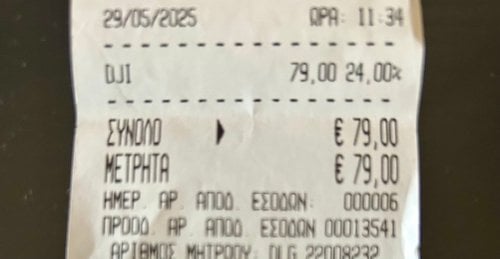 29/05/2025 ΩΡΑ: 11:34
DJI 79,00 24,00%
ΣΥΝΟΛΟ € 79,00
ΜΕΤΡΗΤΑ € 79,00
ΗΜΕΡ. ΑΡ. ΑΠΟΔ. ΕΣΟΔΩΝ: 000006
ΠΡΟΟΔ. ΑΡ. ΑΠΟΔ. ΕΣΟΔΩΝ 00013541
ΑΡΙΘΜΟΣ ΜΗΤΡΩΟΥ: DLG 22008232